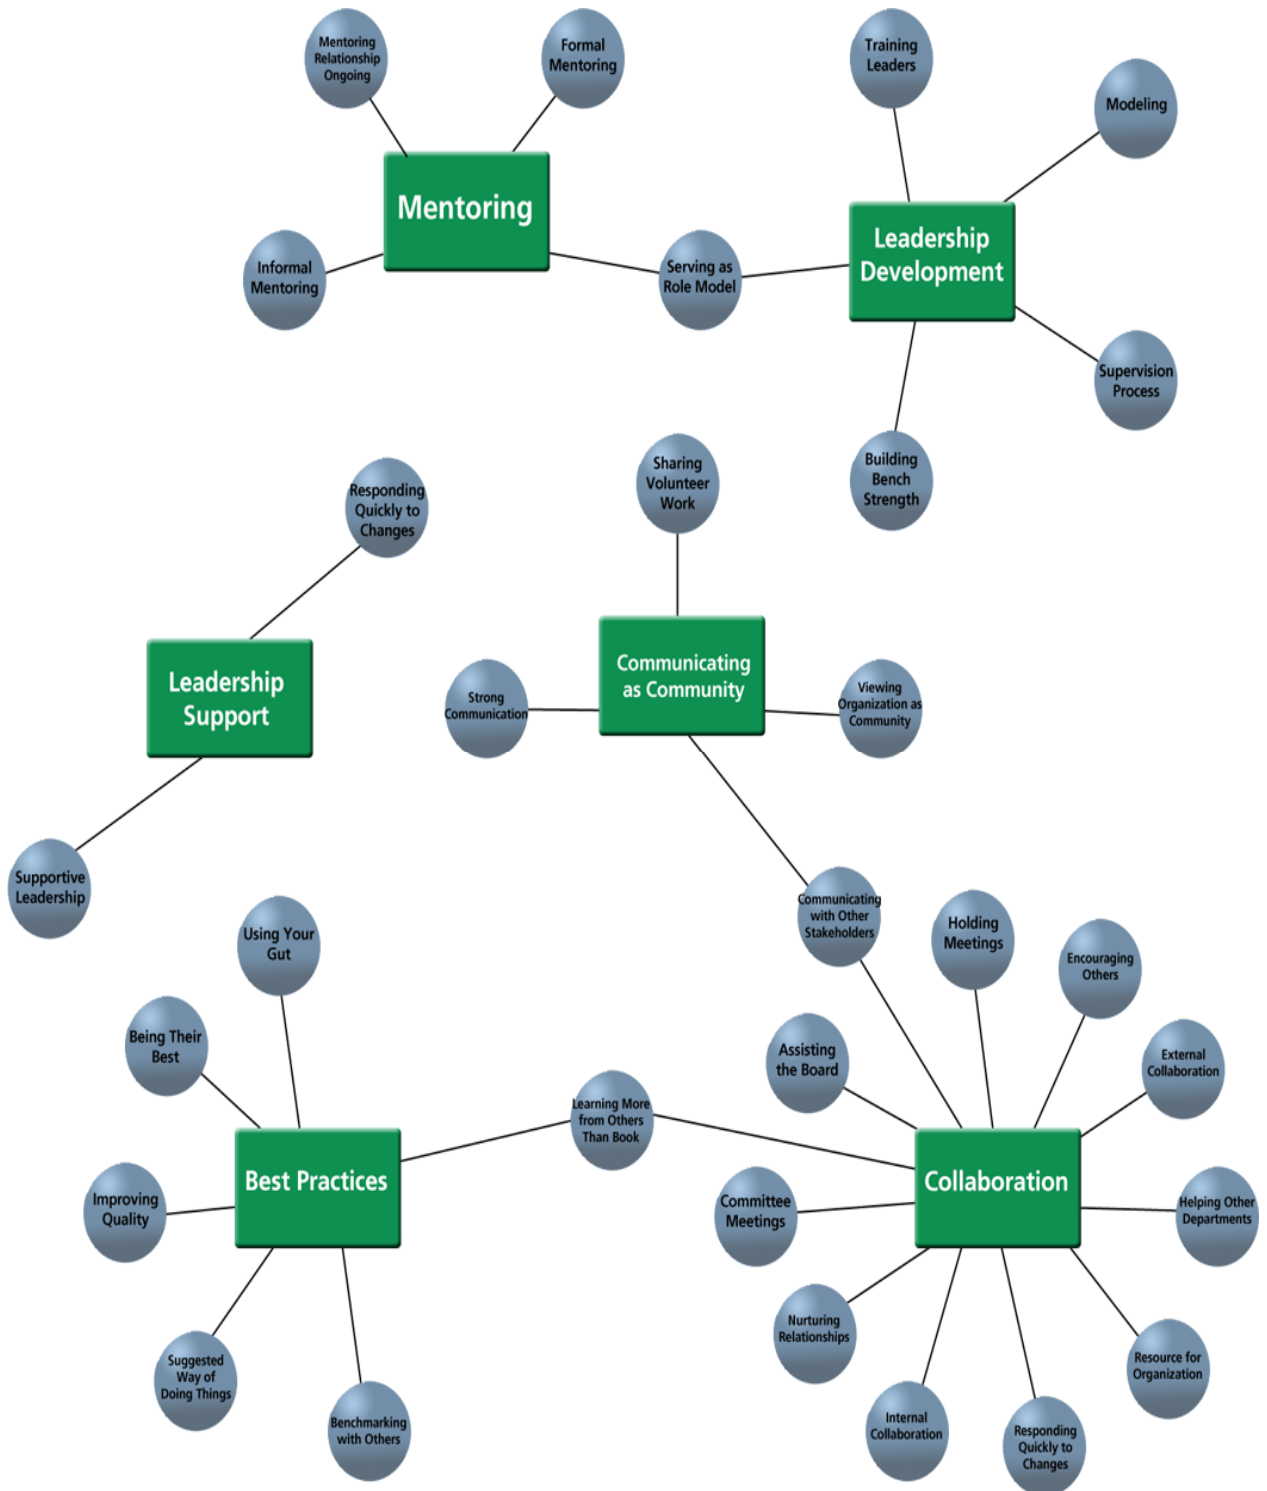 Mentoring
Relationship
Ongoing
Formal
Mentoring
Training
Leaders
Modeling
Mentoring
Leadership
Development
Informal
Mentoring
Serving as
Role Model
Supervision
Process
Building
Bench
Strength
Sharing
Volunteer
Work
Responding
Quickly to
Changes
Communicating
as Community
Leadership
Support
Strong
Communication
Viewing
Organization as
Community
Supportive
Leadership
Communicating
with Other
Stakeholders
Using Your
Gut
Holding
Meetings
Encouraging
Others
Being Their
Best
Assisting
the Board
External
Collaboration
Learning More
from Others
Than Book
Best Practices
Collaboration
Improving
Quality
Committee
Meetings
Helping Other
Departments
Nurturing
Relationships
Suggested
Way of
Doing Things
Resource for
Organization
Benchmarking
with Others
Internal
Collaboration
Responding
Quickly to
Changes